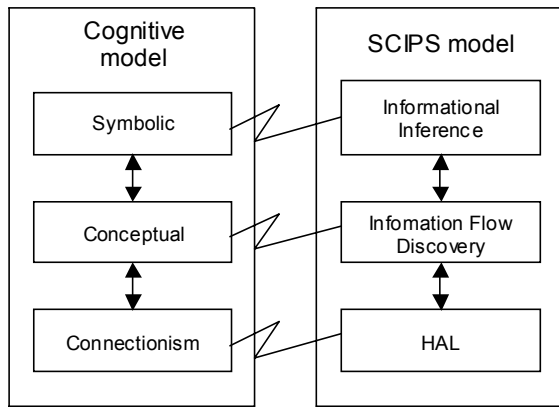 Cognitive
model
Symbolic
Conceptual
Connectionism
SCIPS model
Informational
Inference
Infomation Flow
Discovery
HAL